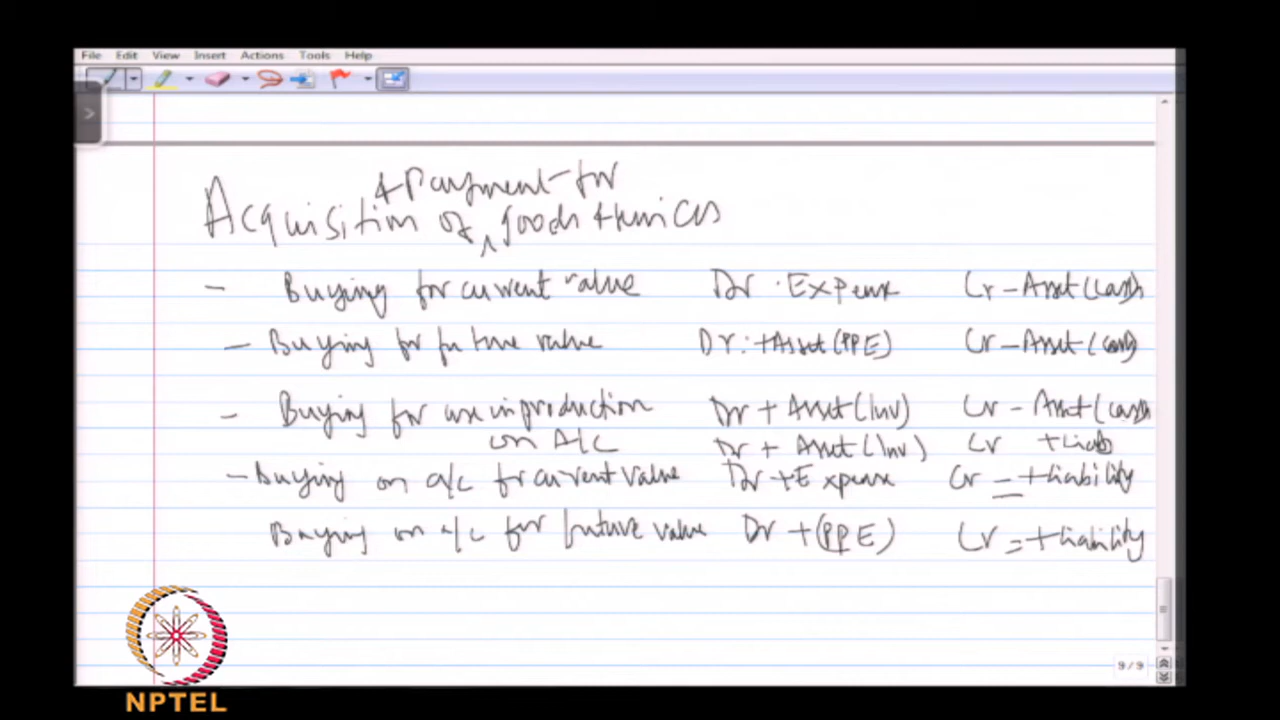 File Edit View Insert Actions Tools Help
& Payment for
Acquisition of goods & services
- Buying for current value Dr. Expense Cr - Asset (cash)
- Buying for future value Dr: + Asset (PPE) Cr - Asset (cash)
- Buying for use in production Dr + Asset (Inv) Cr - Asset (cash)
on A/C Dr + Asset (Inv) Cr + Liab
- Buying on a/c for current value Dr + Expense Cr - + liability
Buying on a/c for future value Dr + (PPE) Cr = + liability
9 / 9
NPTEL